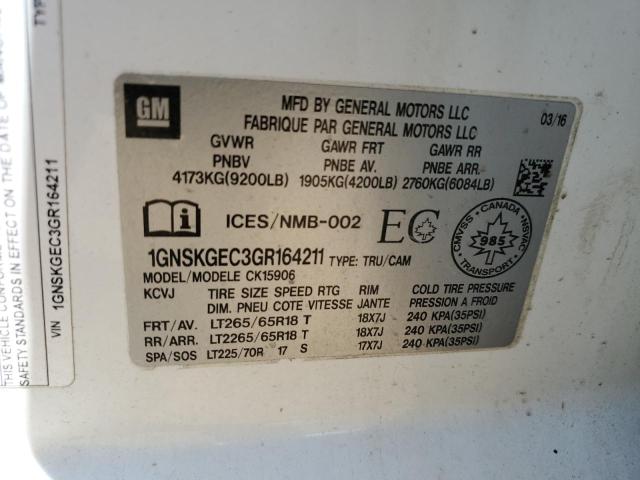 GM
MFD BY GENERAL MOTORS LLC
FABRIQUE PAR GENERAL MOTORS LLC
03/16
GVWR GAWR FRT GAWR RR
PNBV PNBE AV. PNBE ARR.
4173KG(9200LB) 1905KG(4200LB) 2760KG(6084LB)
ICES/NMB-002 EC
CMVSS CANADA NSVAC
985
TRANSPORT
1GNSKGEC3GR164211 TYPE: TRU/CAM
MODEL/MODELE CK15906
KCVJ TIRE SIZE SPEED RTG RIM COLD TIRE PRESSURE
DIM. PNEU COTE VITESSE JANTE PRESSION A FROID
FRT/AV. LT265/65R18 T 18X7J 240 KPA(35PSI)
RR/ARR. LT2265/65R18 T 18X7J 240 KPA(35PSI)
SPA/SOS LT225/70R 17 S 17X7J 240 KPA(35PSI)
THIS VEHICLE
SAFETY STANDARDS IN EFFECT ON THE DATE OF
VIN 1GNSKGEC3GR164211